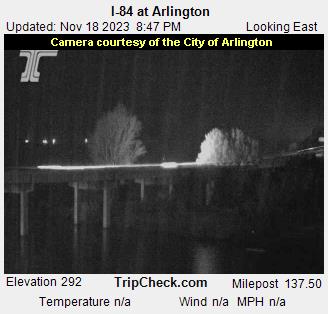 I-84 at Arlington
Updated: Nov 18 2023 8:47 PM Looking East
Camera courtesy of the City of Arlington
Elevation 292 TripCheck.com Milepost 137.50
Temperature n/a Wind n/a MPH n/a